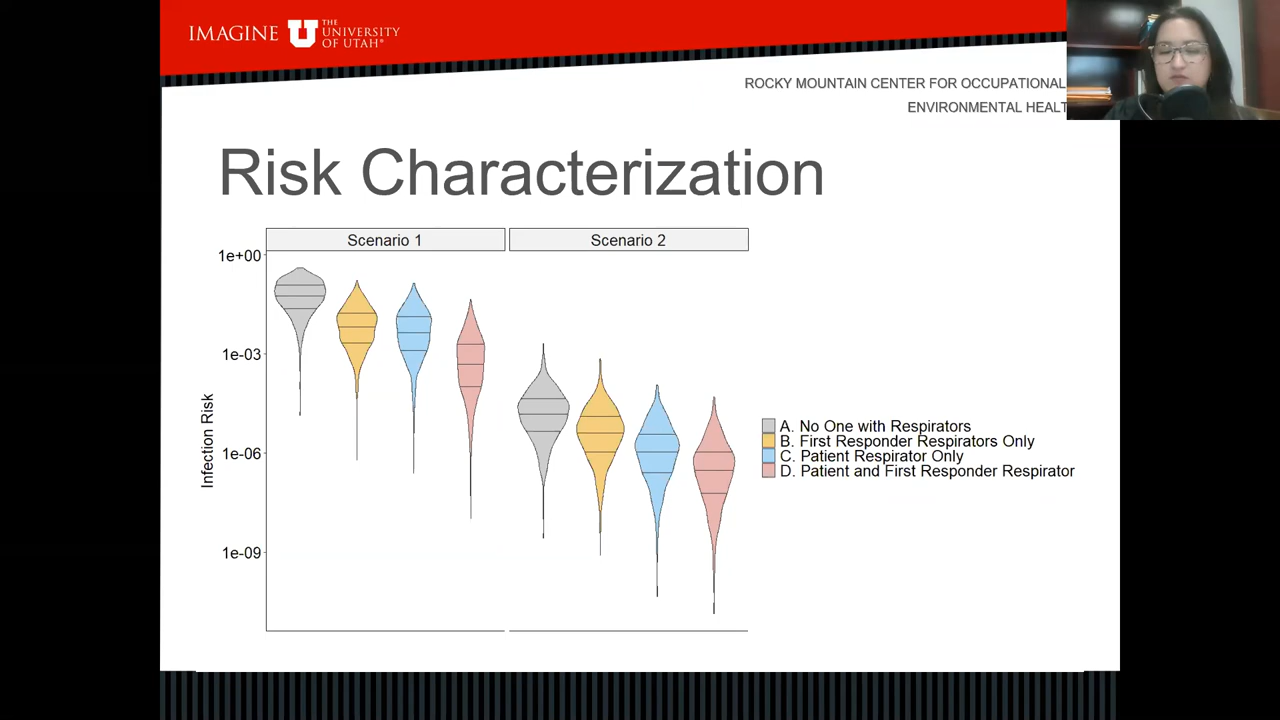 IMAGINE U THE UNIVERSITY OF UTAH®
ROCKY MOUNTAIN CENTER FOR OCCUPATIONAL
ENVIRONMENTAL HEALT
Risk Characterization
Scenario 1
Scenario 2
1e+00
1e-03
1e-06
1e-09
Infection Risk
A. No One with Respirators
B. First Responder Respirators Only
C. Patient Respirator Only
D. Patient and First Responder Respirator